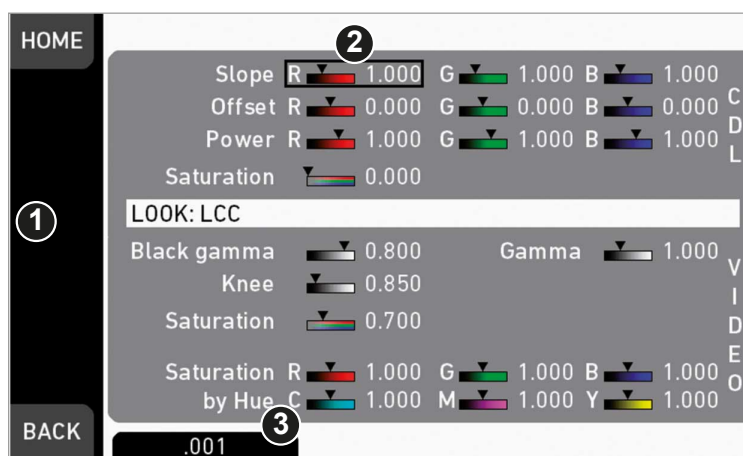 HOME
2
Slope R 1.000 G 1.000 B 1.000
Offset R 0.000 G 0.000 B 0.000
Power R 1.000 G 1.000 B 1.000
Saturation 0.000
CDL
1
LOOK: LCC
Black gamma 0.800 Gamma 1.000
Knee 0.850
Saturation 0.700
Saturation R 1.000 G 1.000 B 1.000
by Hue C 1.000 M 1.000 Y 1.000
VIDEO
3
BACK
.001